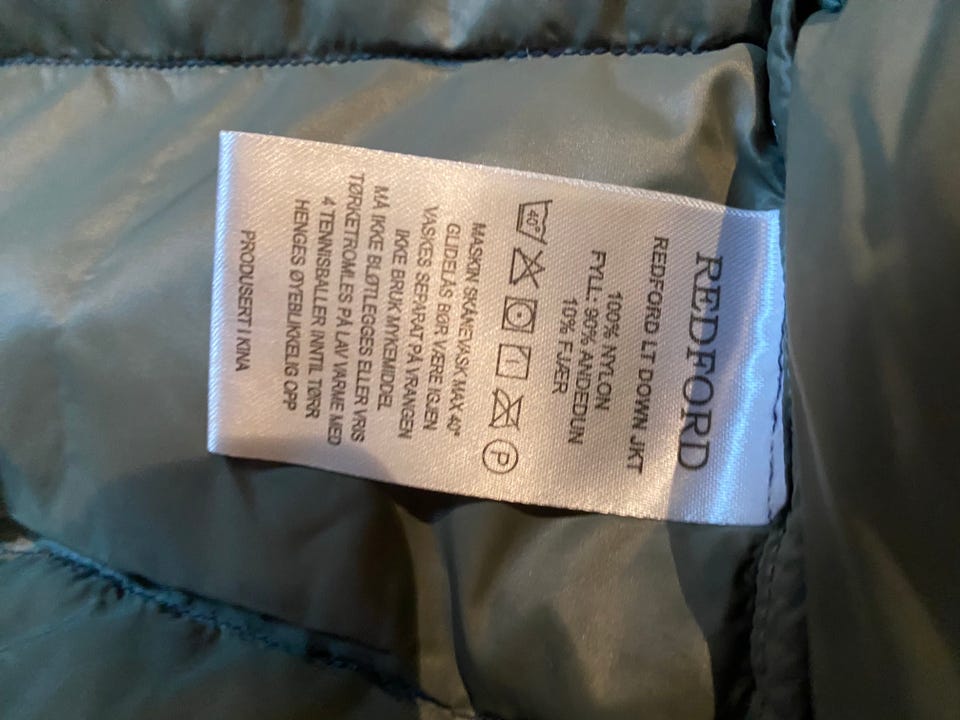 REDFORD
REDFORD LT DOWN JKT
100% NYLON
FYLL: 90% ANDEDUN
10% FJÆR
40° P
MASKIN SKÅNEVASK MAX 40°
GLIDELÅS BØR VÆRE IGJEN
VASKES SEPARAT PÅ VRANGEN
IKKE BRUK MYKEMIDDEL
MÅ IKKE BLØTLEGGES ELLER VRIS
TØRKETROMLES PÅ LAV VARME MED
4 TENNISBALLER INNTIL TØRR
HENGES ØYEBLIKKELIG OPP
PRODUSERT I KINA